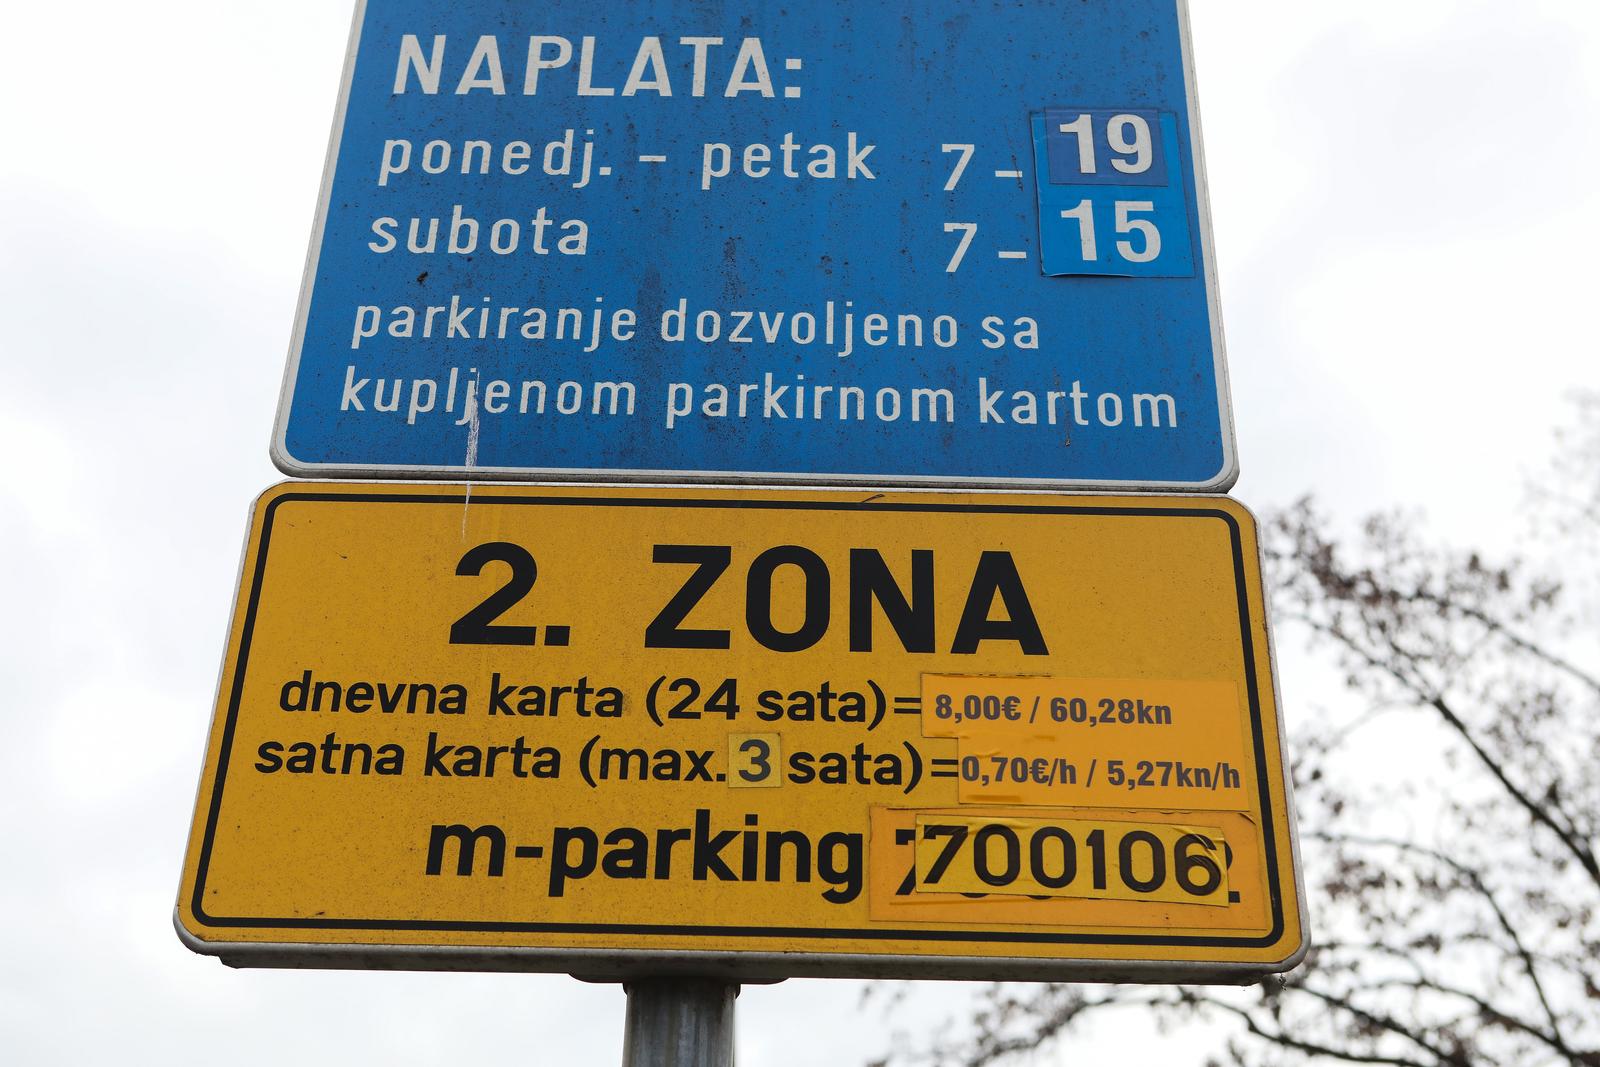 NAPLATA:
ponedj. - petak 7 - 19
subota 7 - 15
parkiranje dozvoljeno sa
kupljenom parkirnom kartom
2. ZONA
dnevna karta (24 sata)= 8,00€ / 60,28kn
satna karta (max. 3 sata)=0,70€/h / 5,27kn/h
m-parking 700106